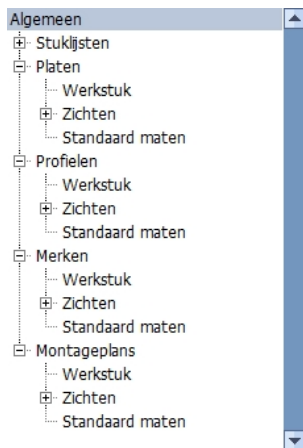 Algemeen
Stuklijsten
Platen
Werkstuk
Zichten
Standaard maten
Profielen
Werkstuk
Zichten
Standaard maten
Merken
Werkstuk
Zichten
Standaard maten
Montageplans
Werkstuk
Zichten
Standaard maten